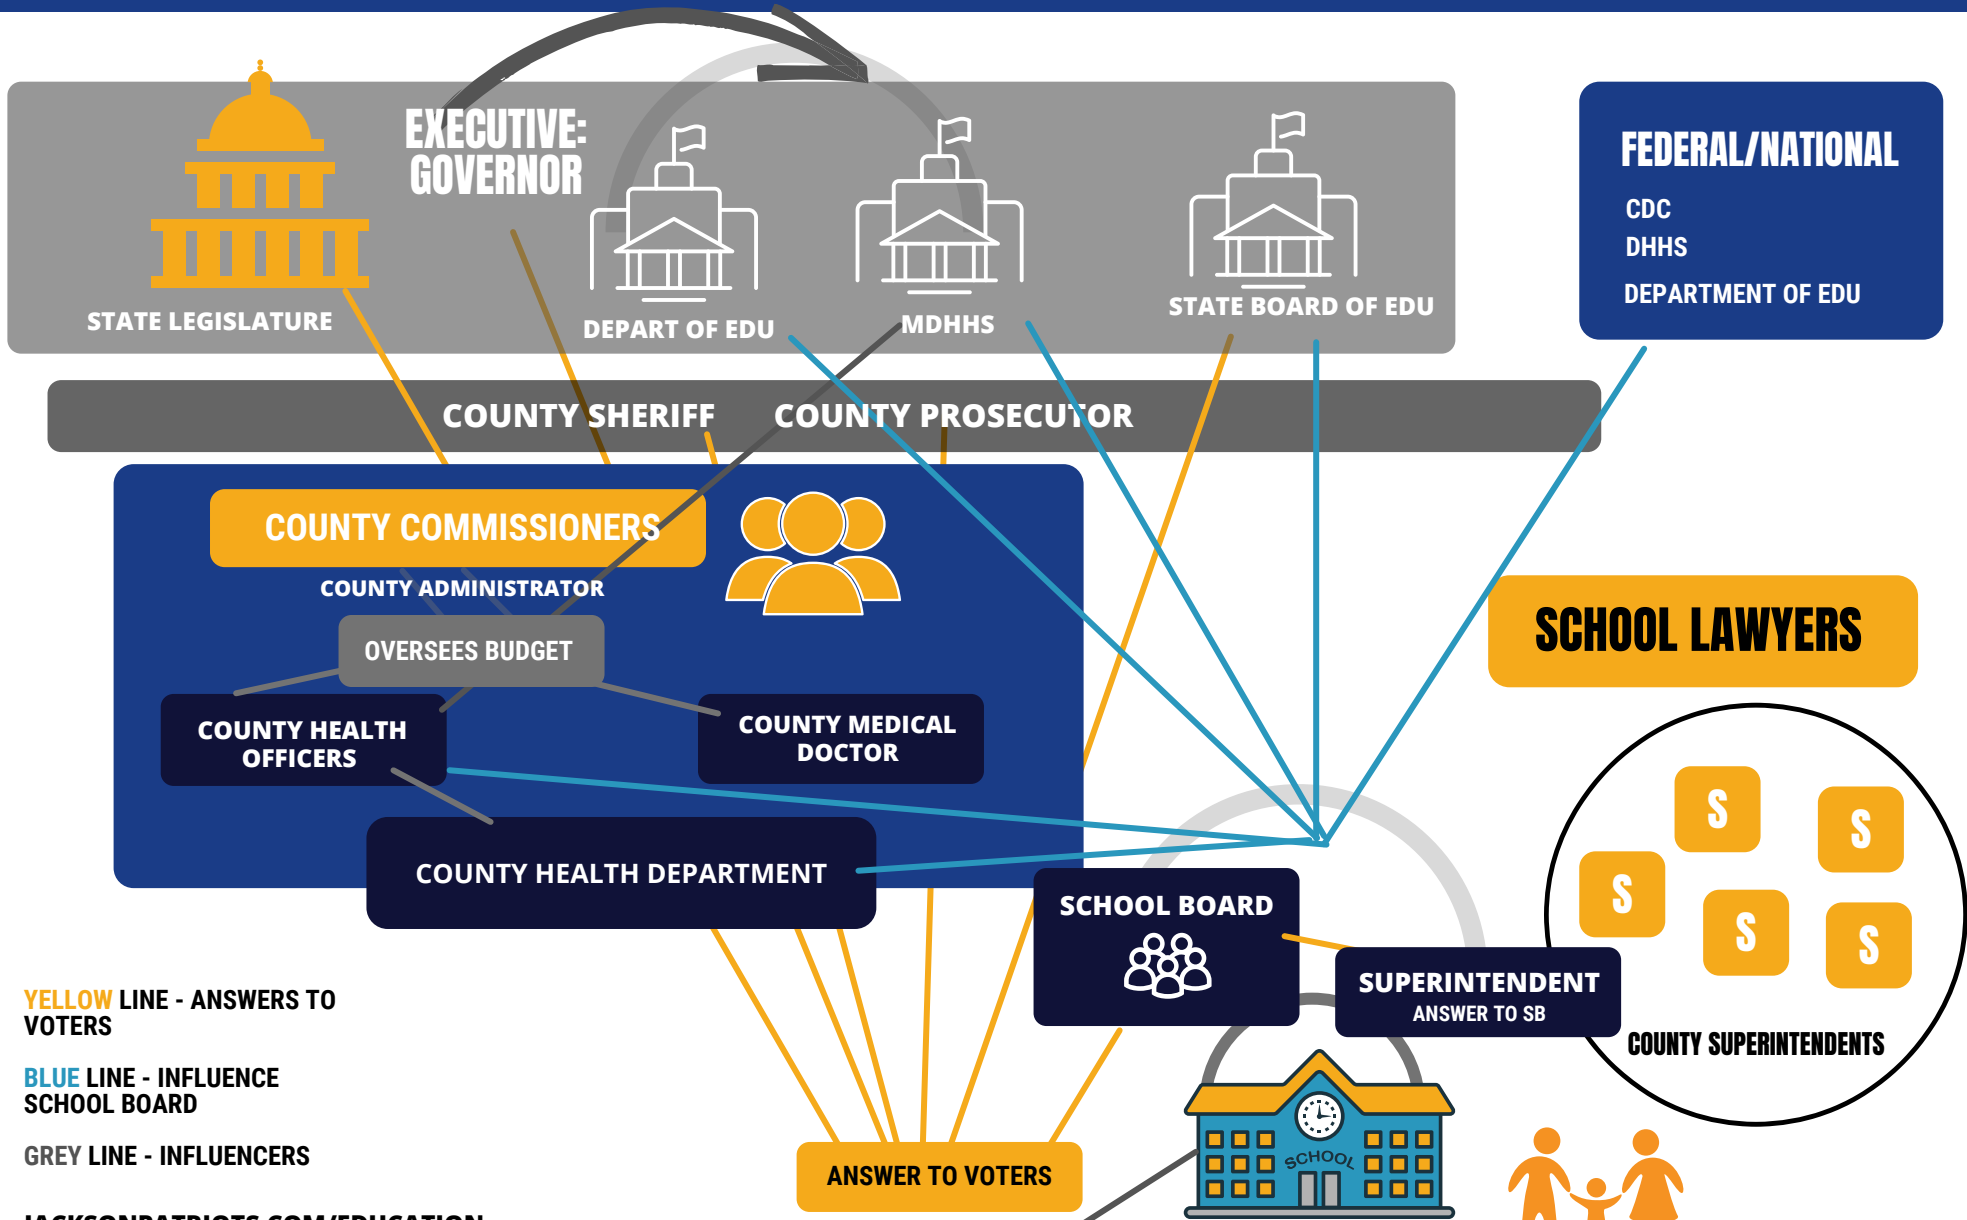 EXECUTIVE:
GOVERNOR
STATE LEGISLATURE
DEPART OF EDU
MDHHS
STATE BOARD OF EDU
FEDERAL/NATIONAL
CDC
DHHS
DEPARTMENT OF EDU
COUNTY SHERIFF
COUNTY PROSECUTOR
COUNTY COMMISSIONERS
COUNTY ADMINISTRATOR
OVERSEES BUDGET
COUNTY HEALTH
OFFICERS
COUNTY MEDICAL
DOCTOR
COUNTY HEALTH DEPARTMENT
SCHOOL LAWYERS
S
S
S
S
S
COUNTY SUPERINTENDENTS
SCHOOL BOARD
SUPERINTENDENT
ANSWER TO SB
SCHOOL
ANSWER TO VOTERS
YELLOW LINE - ANSWERS TO
VOTERS
BLUE LINE - INFLUENCE
SCHOOL BOARD
GREY LINE - INFLUENCERS
JACKSONPATRIOTS.COM/EDUCATION